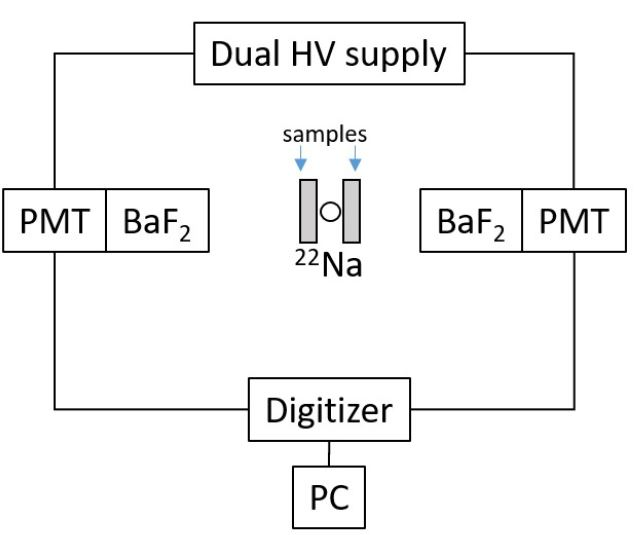 Dual HV supply
samples
PMT BaF₂ BaF₂ PMT
²²Na
Digitizer
PC